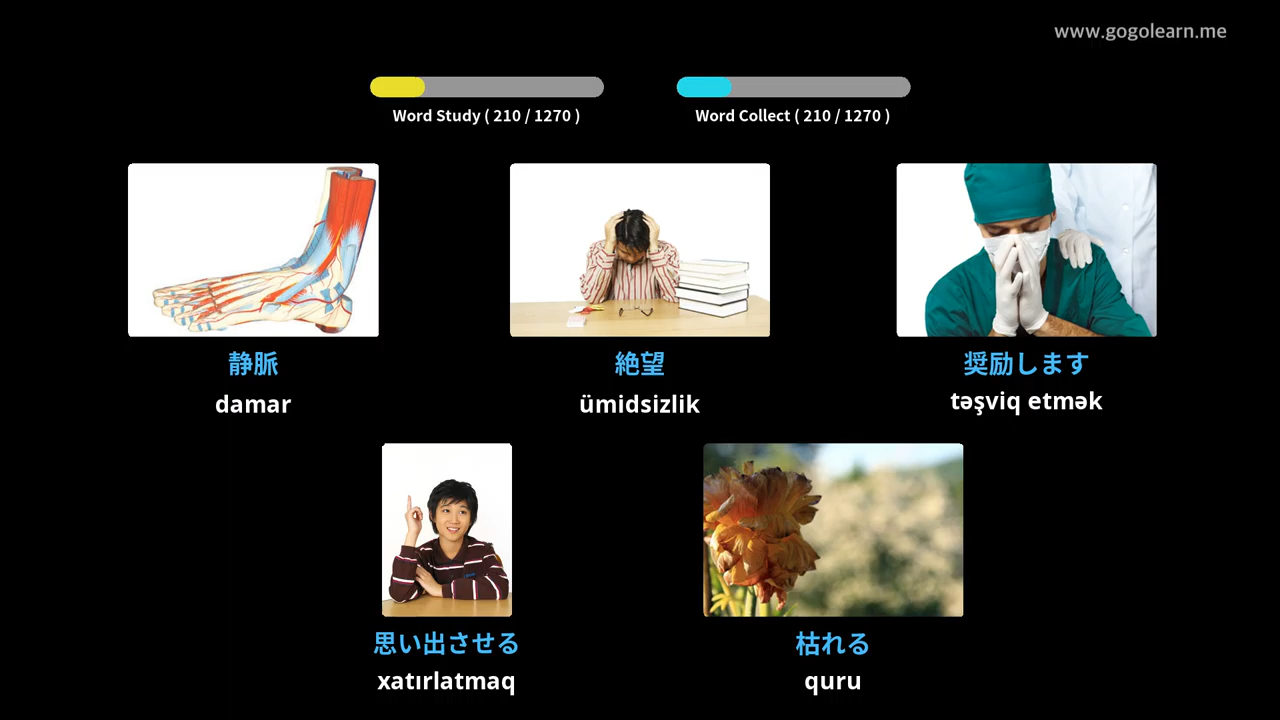 www.gogolearn.me
Word Study ( 210 / 1270 )
Word Collect ( 210 / 1270 )
静脈
damar
絶望
ümidsizlik
奨励します
təşviq etmək
思い出させる
xatırlatmaq
枯れる
quru